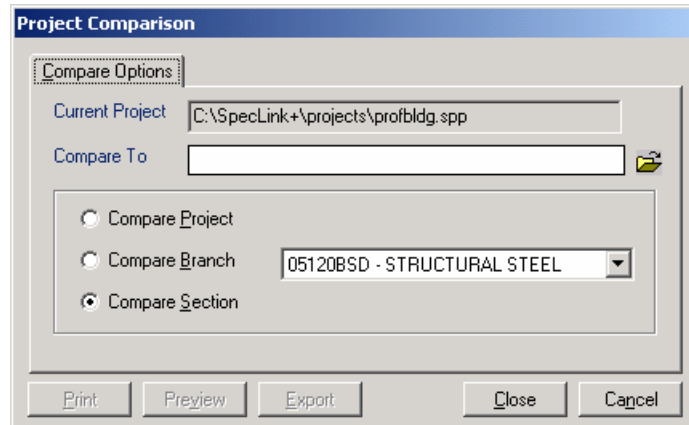 Project Comparison
Compare Options
Current Project C:\SpecLink+\projects\profbldg.spp
Compare To
Compare Project
Compare Branch 05120BSD - STRUCTURAL STEEL
Compare Section
Print Preview Export Close Cancel